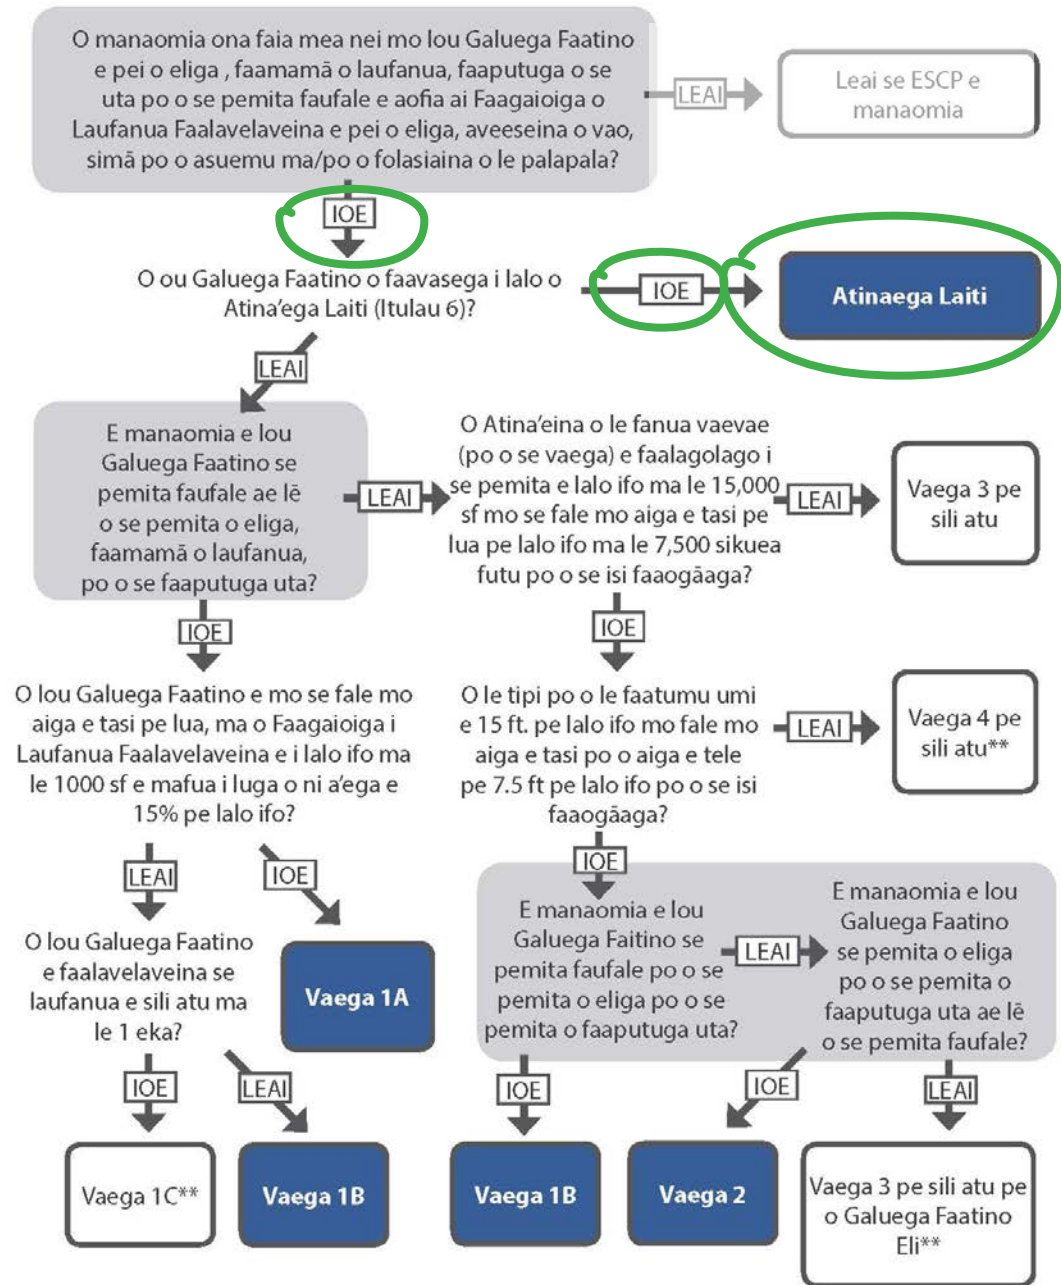 O manaomia ona faia mea nei mo lou Galuega Faatino
e pei o eliga , faamamā o laufanua, faaputuga o se
uta po o se pemita faufale e aofia ai Faagaioiga o
Laufanua Faalavelaveina e pei o eliga, aveeseina o vao,
simā po o asuemu ma/po o folasiaina o le palapala?
LEAI
Leai se ESCP e
manaomia
IOE
O ou Galuega Faatino o faavasega i lalo o
Atina'ega Laiti (Itulau 6)?
IOE
Atinaega Laiti
LEAI
E manaomia e lou
Galuega Faatino se
pemita faufale ae lē
o se pemita o eliga,
faamamā o laufanua,
po o se faaputuga uta?
LEAI
O Atina'eina o le fanua vaevae
(po o se vaega) e faalagolago i
se pemita e lalo ifo ma le 15,000
sf mo se fale mo aiga e tasi pe
lua pe lalo ifo ma le 7,500 sikuea
futu po o se isi faaogāaga?
LEAI
Vaega 3 pe
sili atu
IOE
IOE
O lou Galuega Faatino e mo se fale mo
aiga e tasi pe lua, ma o Faagaioiga i
Laufanua Faalavelaveina e i lalo ifo ma
le 1000 sf e mafua i luga o ni a'ega e
15% pe lalo ifo?
O le tipi po o le faatumu umi
e 15 ft. pe lalo ifo mo fale mo
aiga e tasi po o aiga e tele
pe 7.5 ft pe lalo ifo po o se isi
faaogāaga?
LEAI
Vaega 4 pe
sili atu**
LEAI
IOE
IOE
O lou Galuega Faatino
e faalavelaveina se
laufanua e sili atu ma
le 1 eka?
Vaega 1A
E manaomia e lou
Galuega Faitino se
pemita faufale po o se
pemita o eliga po o se
pemita o faaputuga uta?
LEAI
E manaomia e lou
Galuega Faatino
se pemita o eliga
po o se pemita o
faaputuga uta ae lē
o se pemita faufale?
IOE
LEAI
IOE
IOE
LEAI
Vaega 1C**
Vaega 1B
Vaega 1B
Vaega 2
Vaega 3 pe sili atu pe
o Galuega Faatino
Eli**